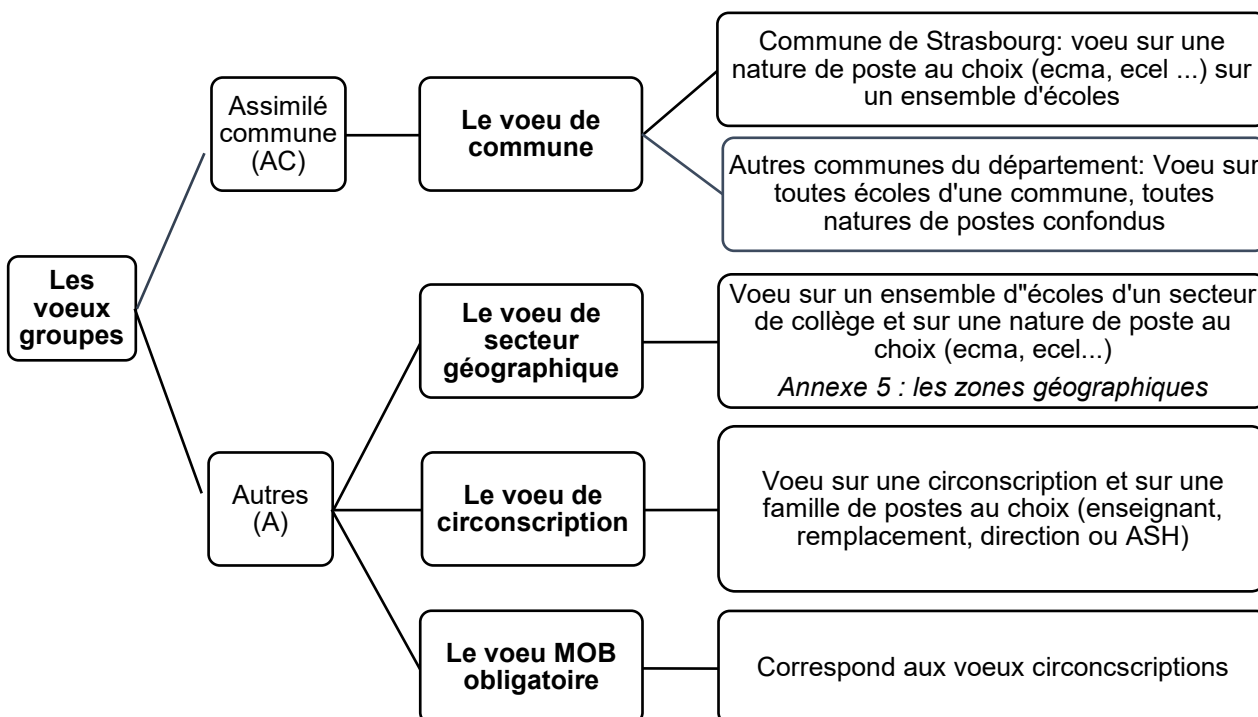 Les
voeux
groupes
Assimilé
commune
(AC)
Le voeu de
commune
Commune de Strasbourg: voeu sur une
nature de poste au choix (ecma, ecel ...) sur
un ensemble d'écoles
Autres communes du département: Voeu sur
toutes écoles d'une commune, toutes
natures de postes confondus
Autres
(A)
Le voeu de
secteur
géographique
Voeu sur un ensemble d"écoles d'un secteur
de collège et sur une nature de poste au
choix (ecma, ecel...)
Annexe 5 : les zones géographiques
Le voeu de
circonscription
Voeu sur une circonscription et sur une
famille de postes au choix (enseignant,
remplacement, direction ou ASH)
Le voeu MOB
obligatoire
Correspond aux voeux circoncscriptions